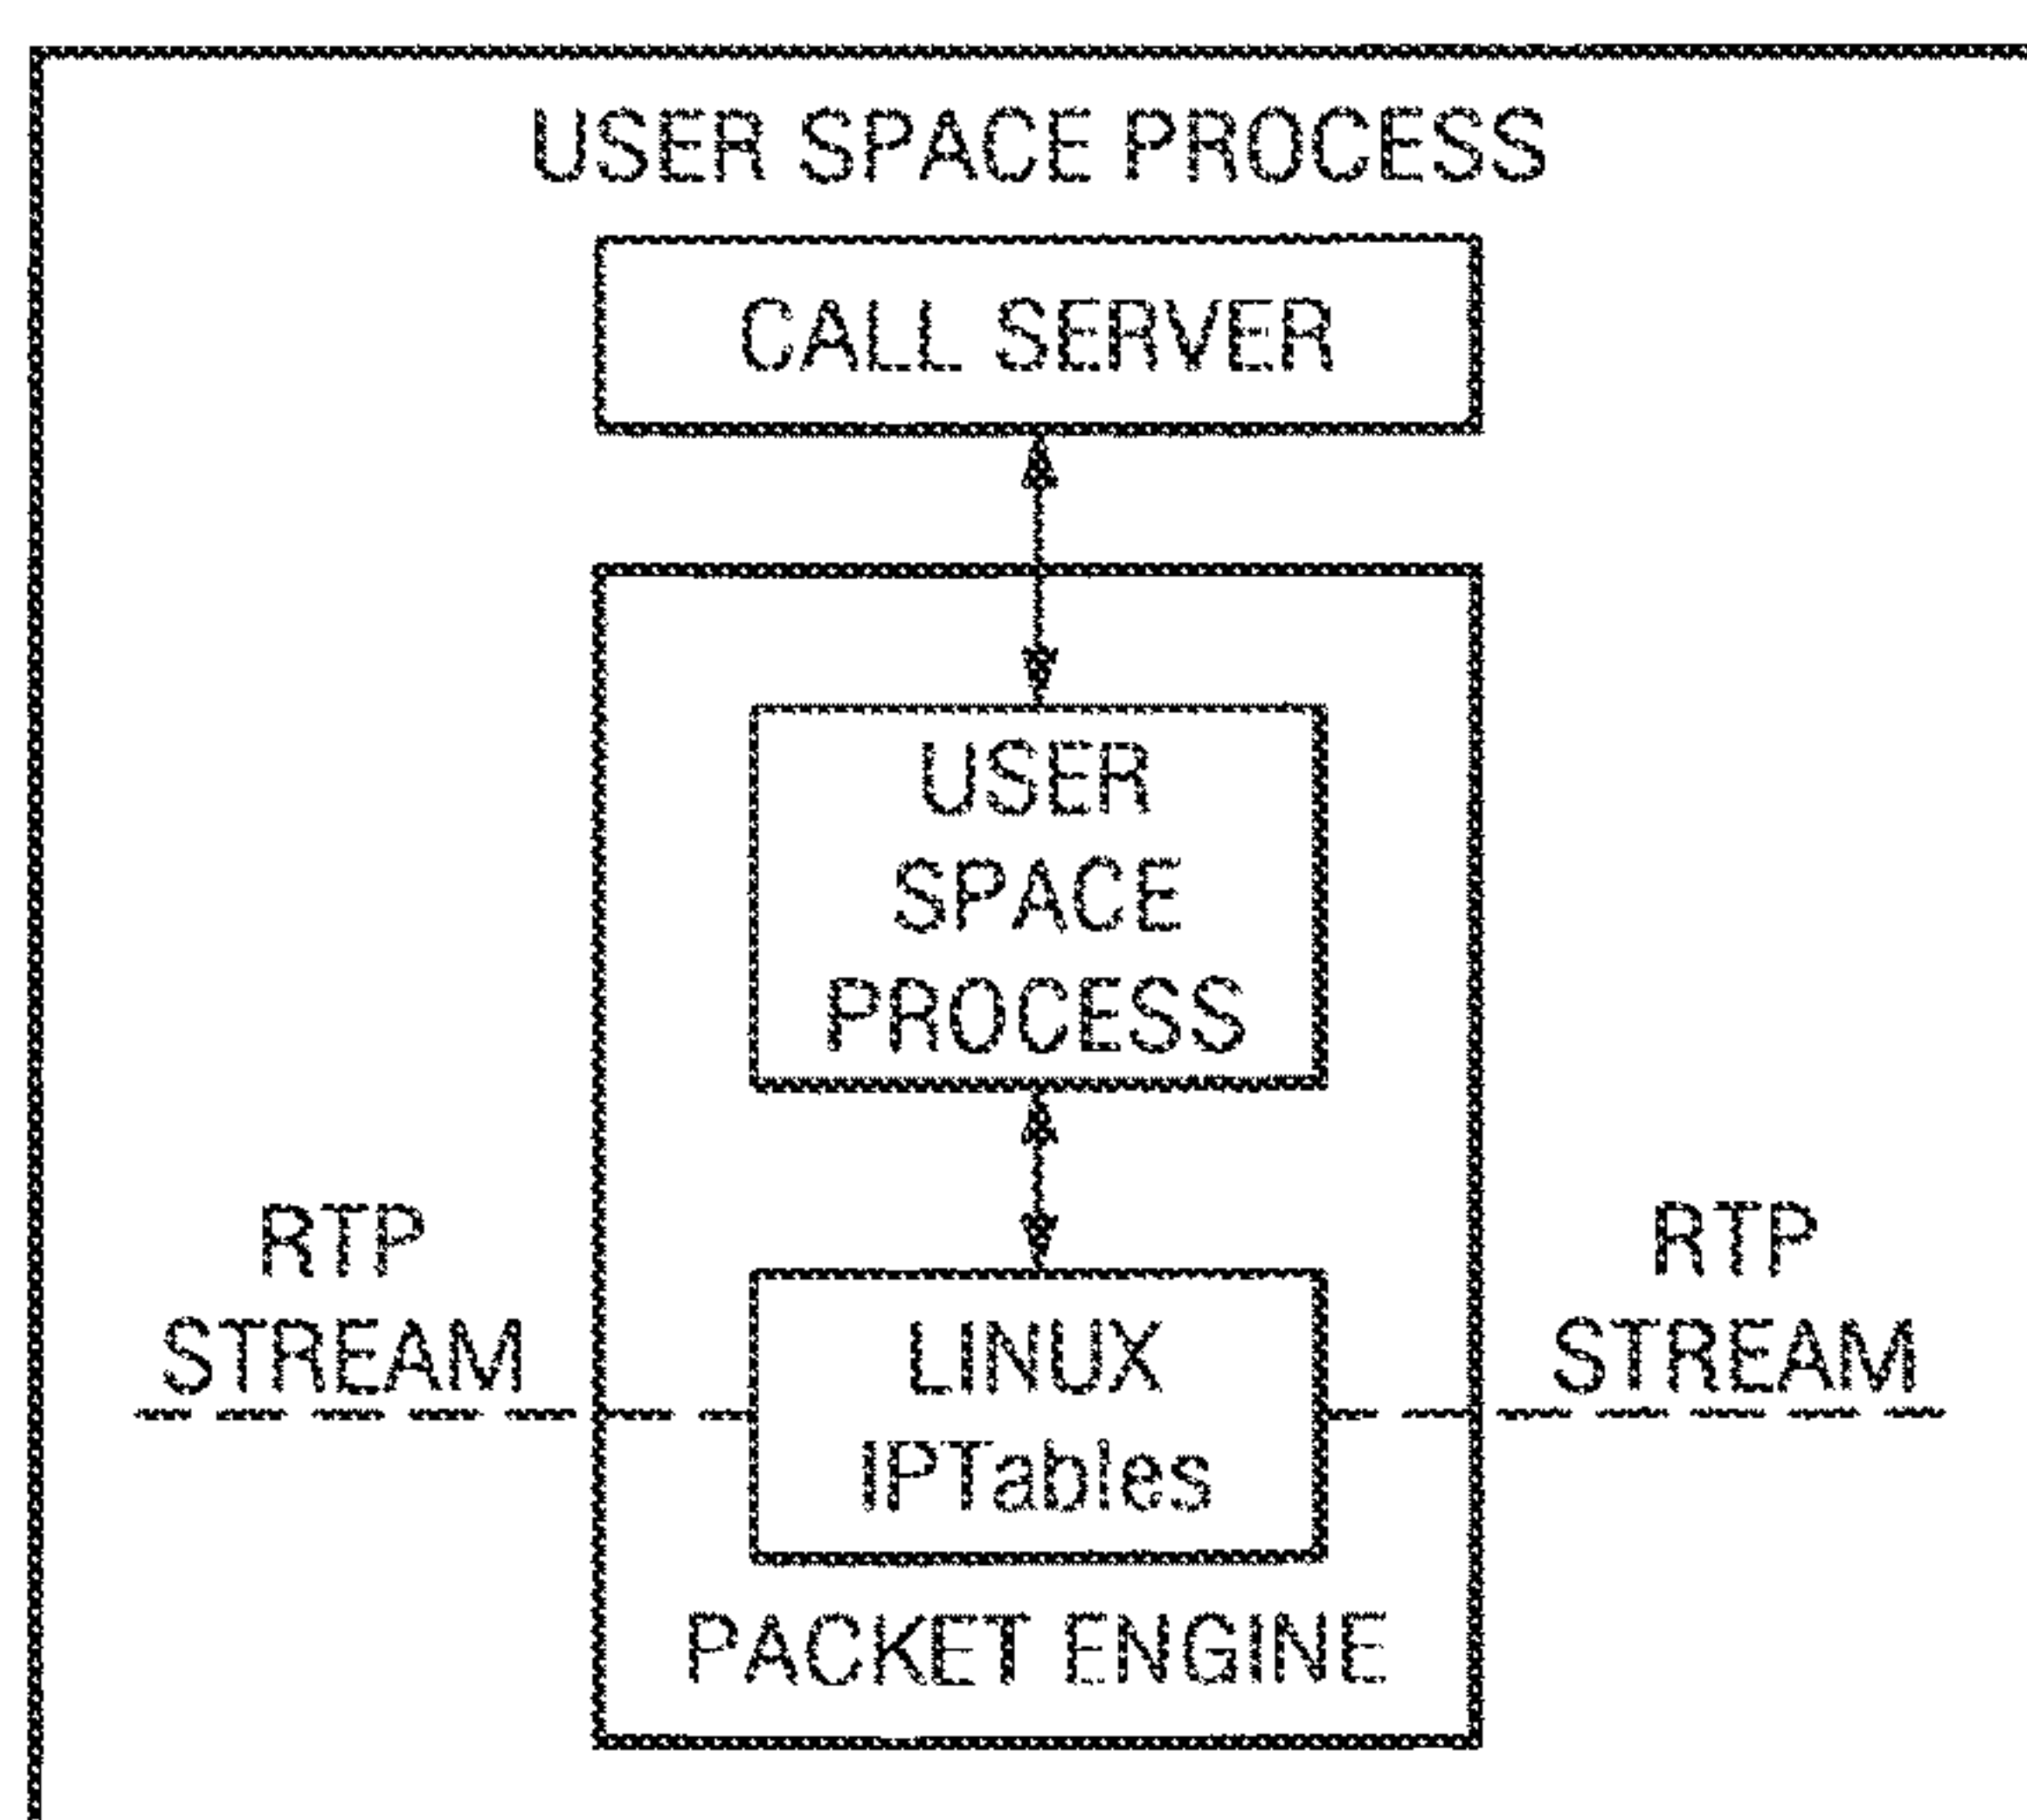 USER SPACE PROCESS
CALL SERVER
USER
SPACE
PROCESS
RTP
STREAM
LINUX
IPTables
RTP
STREAM
PACKET ENGINE